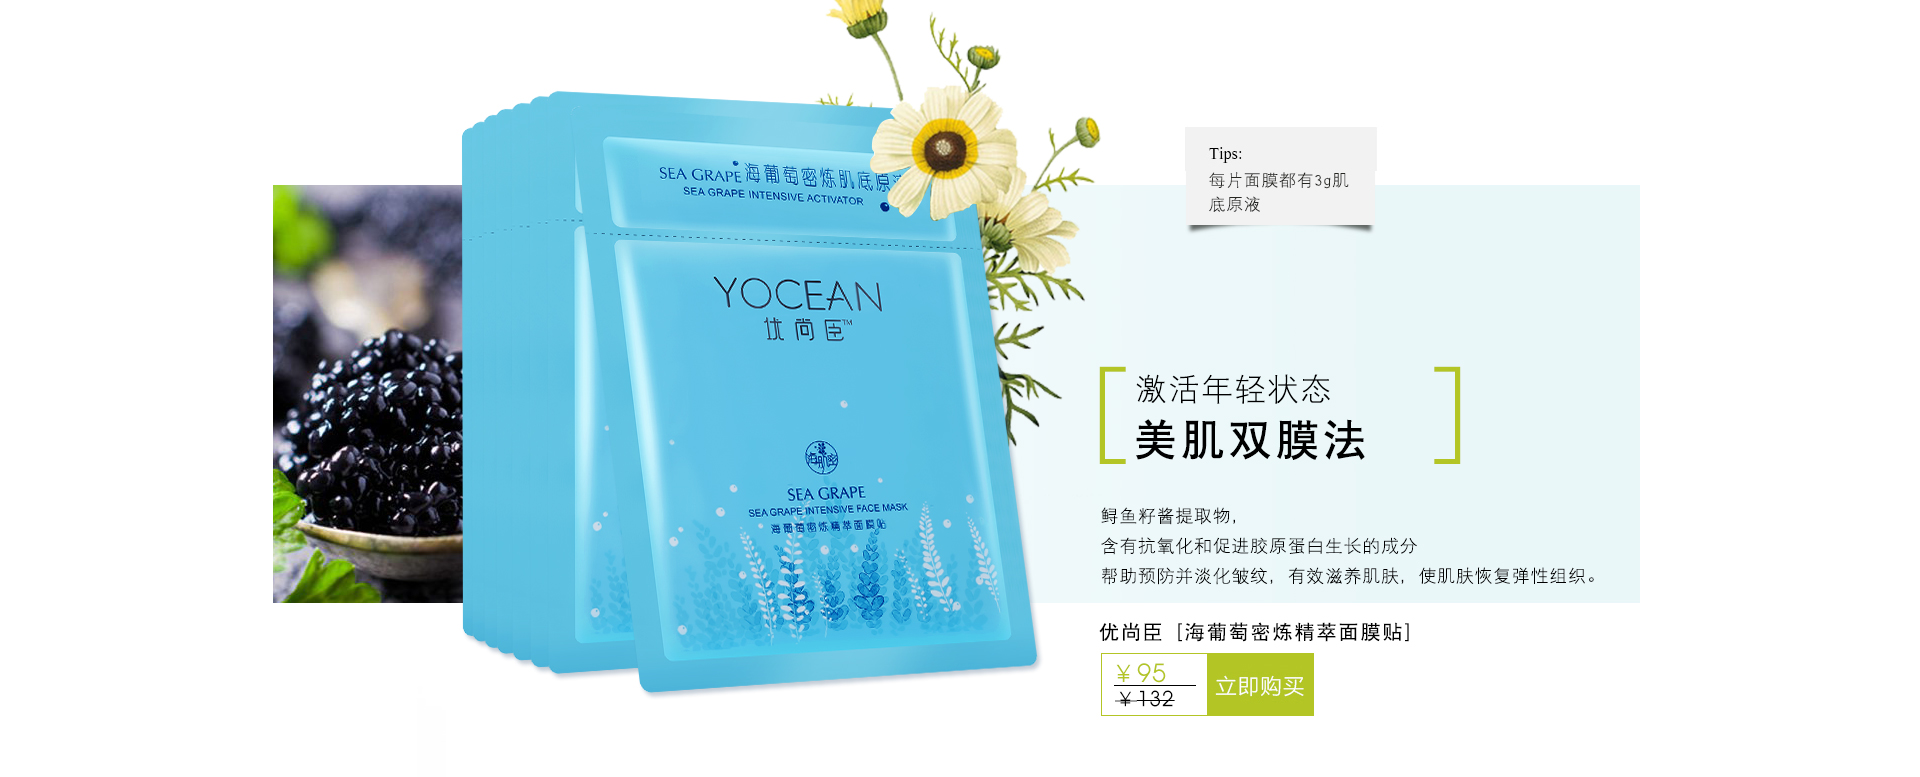 SEA GRAPE 海葡萄密炼肌底原
SEA GRAPE INTENSIVE ACTIVATOR
YOCEAN
优尚臣™
SEA GRAPE
SEA GRAPE INTENSIVE FACE MASK
海葡萄密炼精萃面膜贴
Tips:
每片面膜都有3g肌
底原液
激活年轻状态
美肌双膜法
鲟鱼籽酱提取物,
含有抗氧化和促进胶原蛋白生长的成分
帮助预防并淡化皱纹，有效滋养肌肤，使肌肤恢复弹性组织。
优尚臣 [海葡萄密炼精萃面膜贴]
¥95
¥132
立即购买